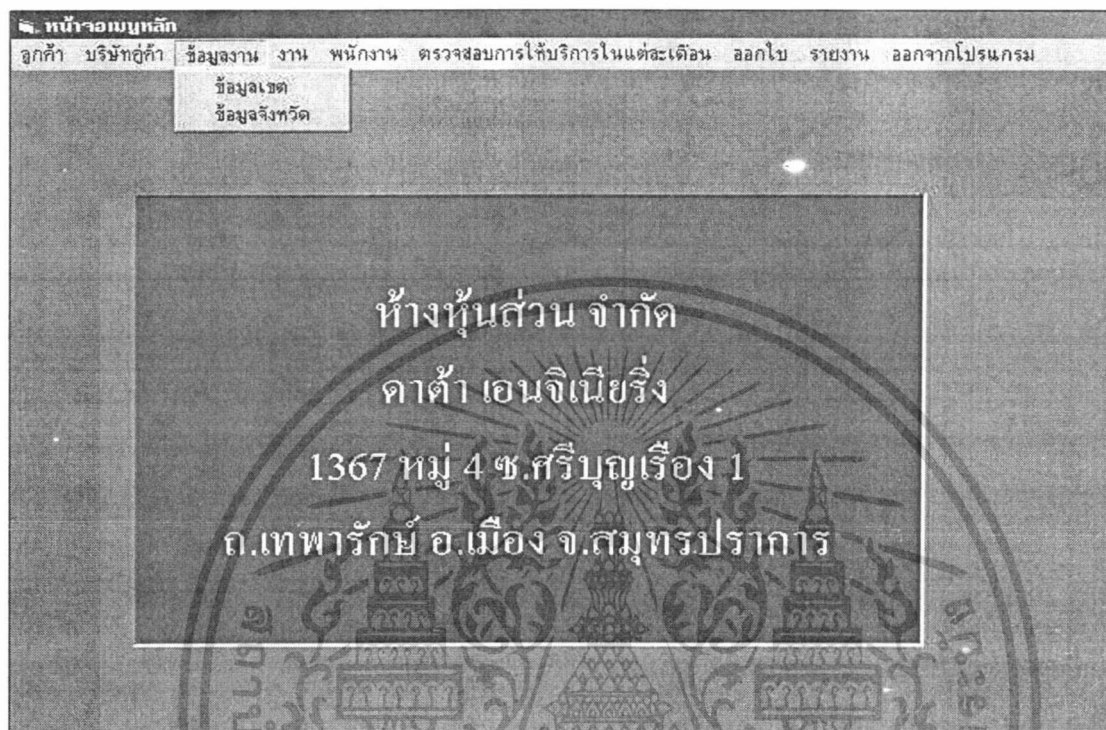 หน้าจอเมนูหลัก
ลูกค้า บริษัทคู่ค้า ข้อมูลงาน งาน พนักงาน ตรวจสอบการให้บริการในแต่ละเดือน ออกใบ รายงาน ออกจากโปรแกรม
ข้อมูลเขต
ข้อมูลจังหวัด
ห้างหุ้นส่วน จำกัด
ดาต้า เอนจิเนียริ่ง
1367 หมู่ 4 ซ.ศรีบุญเรือง 1
ถ.เทพารักษ์ อ.เมือง จ.สมุทรปราการ